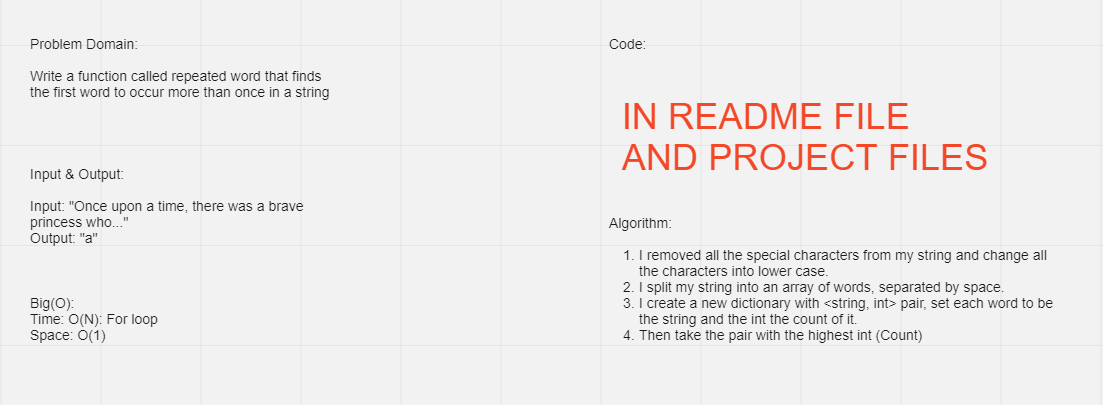 Problem Domain:
Write a function called repeated word that finds
the first word to occur more than once in a string
Input & Output:
Input: "Once upon a time, there was a brave
princess who..."
Output: "a"
Big(O):
Time: O(N): For loop
Space: O(1)
Code:
IN README FILE
AND PROJECT FILES
Algorithm:
1. I removed all the special characters from my string and change all
the characters into lower case.
2. I split my string into an array of words, separated by space.
3. I create a new dictionary with <string, int> pair, set each word to be
the string and the int the count of it.
4. Then take the pair with the highest int (Count)